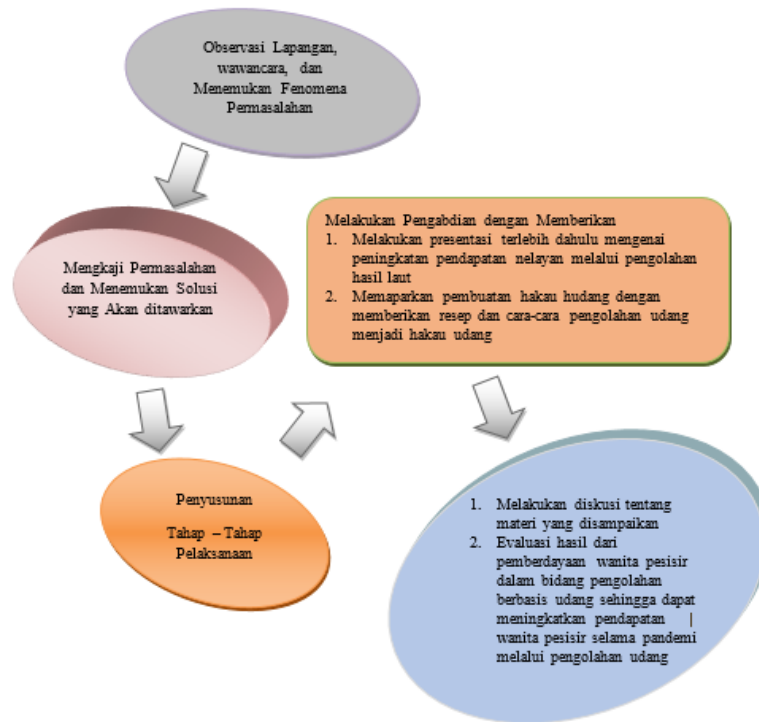 Observasi Lapangan,
wawancara, dan
Menemukan Fenomena
Permasalahan
Mengkaji Permasalahan
dan Menemukan Solusi
yang Akan ditawarkan
Penyusunan
Tahap – Tahap
Pelaksanaan
Melakukan Pengabdian dengan Memberikan
1. Melakukan presentasi terlebih dahulu mengenai
peningkatan pendapatan nelayan melalui pengolahan
hasil laut
2. Memaparkan pembuatan hakau hudang dengan
memberikan resep dan cara-cara pengolahan udang
menjadi hakau udang
1. Melakukan diskusi tentang
materi yang disampaikan
2. Evaluasi hasil dari
pemberdayaan wanita pesisir
dalam bidang pengolahan
berbasis udang sehingga dapat
meningkatkan pendapatan |
wanita pesisir selama pandemi
melalui pengolahan udang